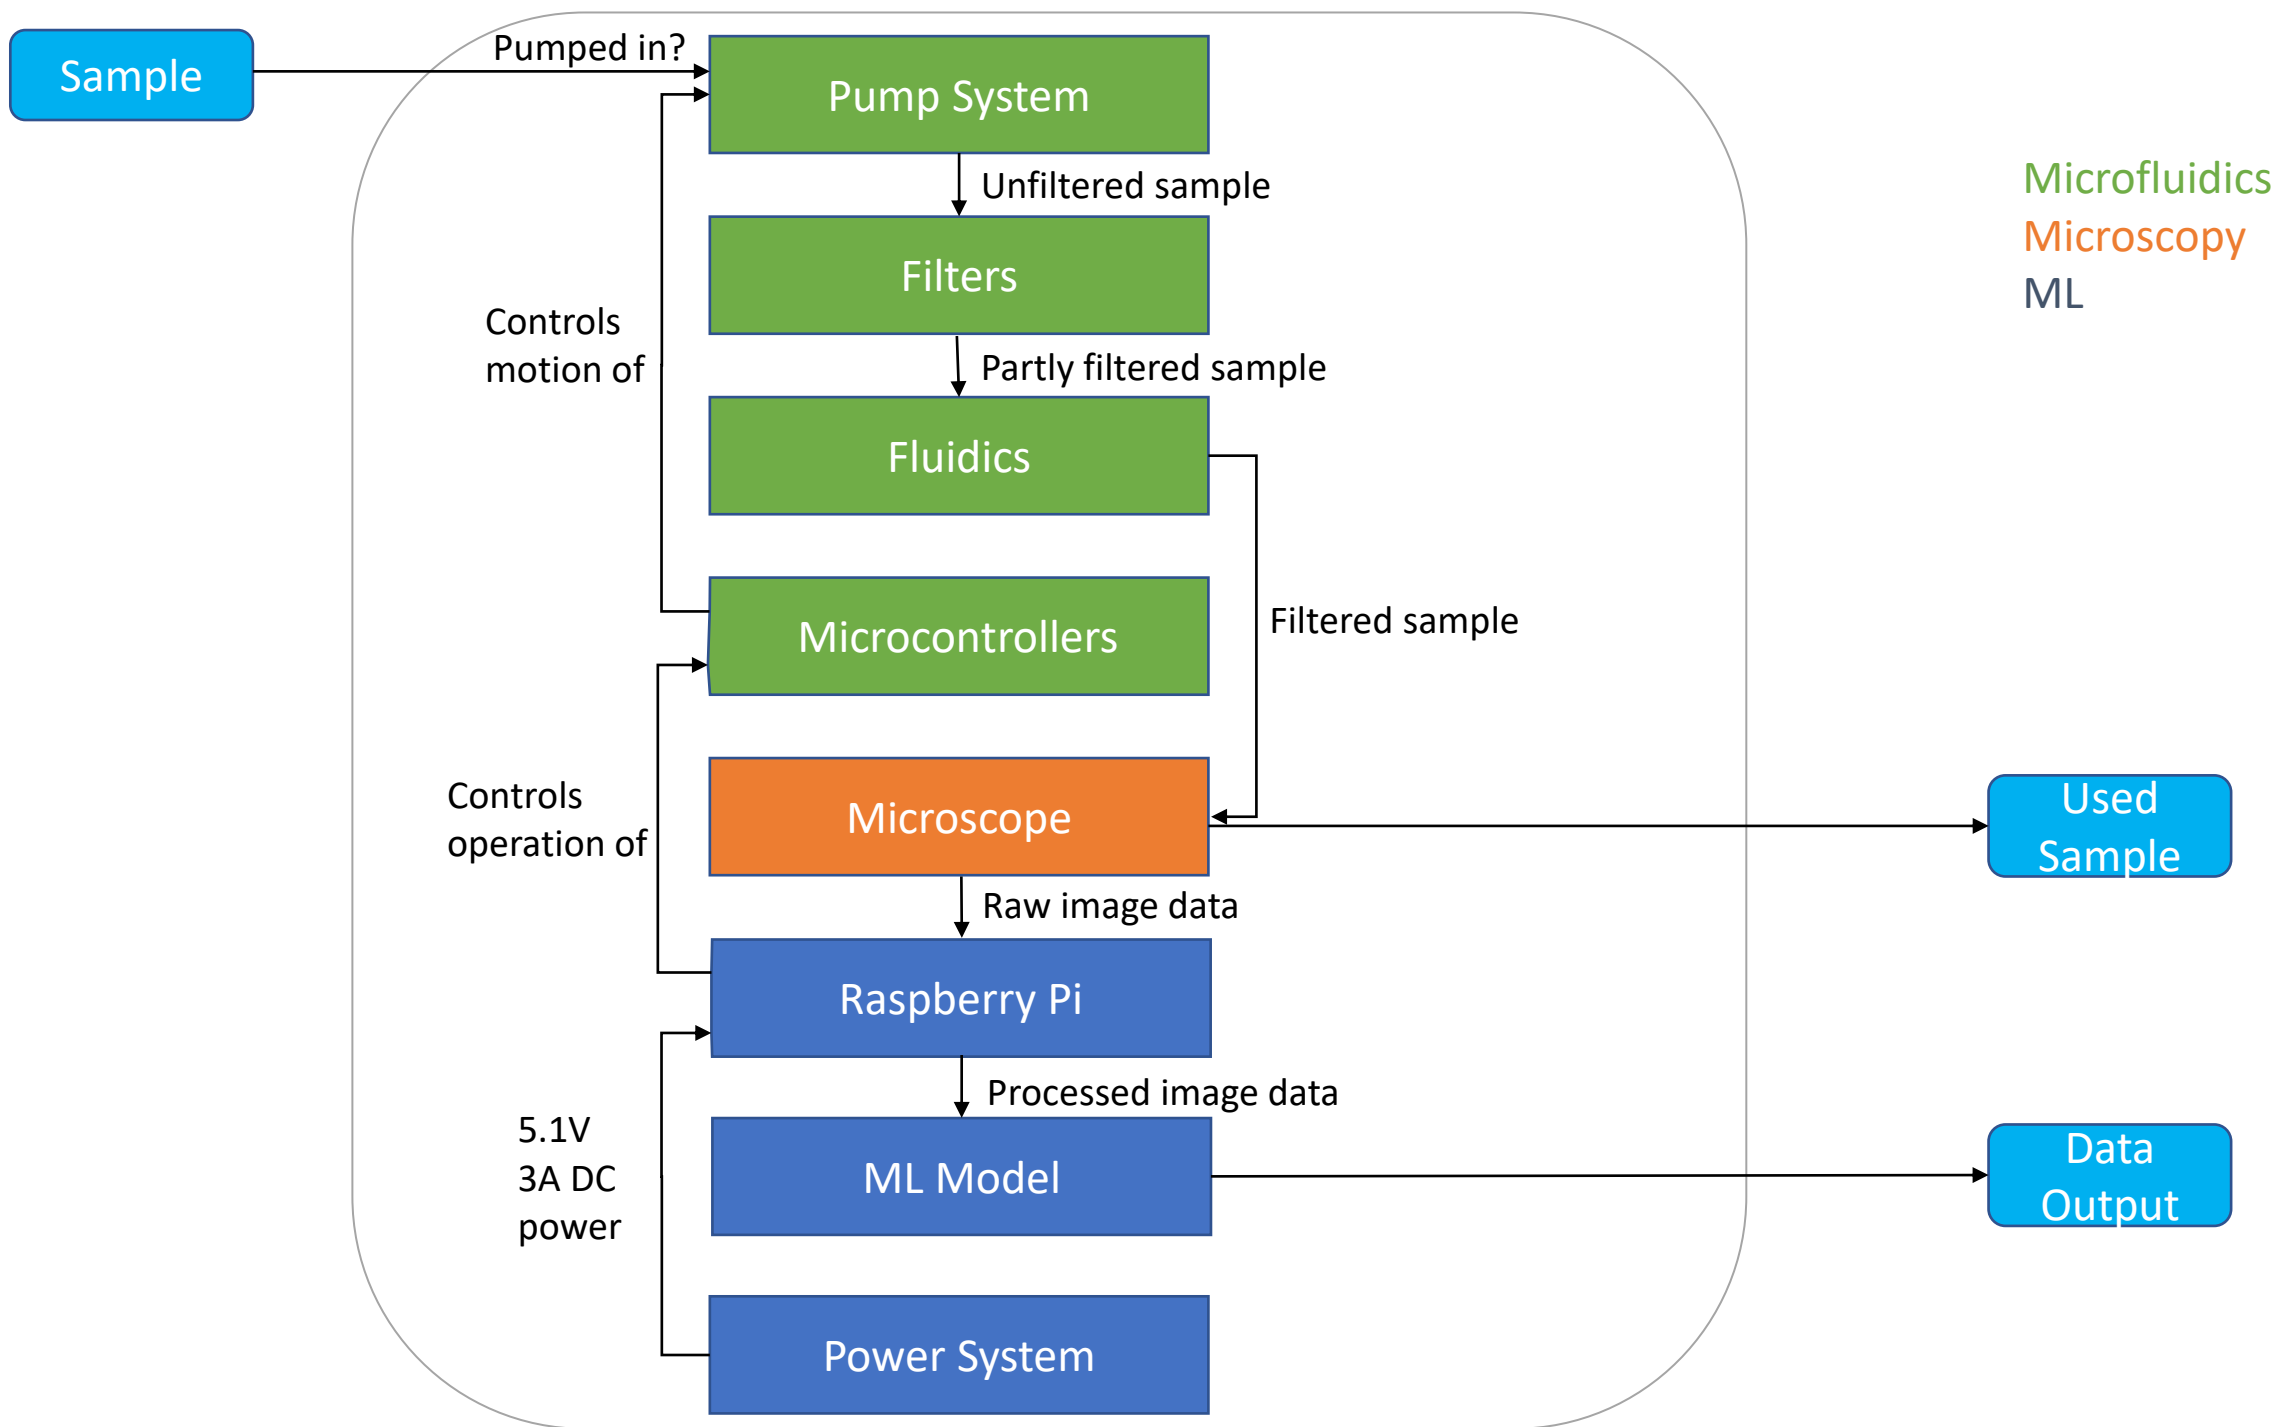 Sample
Pumped in?
Pump System
Unfiltered sample
Microfluidics
Microscopy
ML
Filters
Controls
motion of
Partly filtered sample
Fluidics
Microcontrollers
Filtered sample
Controls
operation of
Microscope
Used
Sample
Raw image data
Raspberry Pi
Processed image data
5.1V
3A DC
power
ML Model
Data
Output
Power System